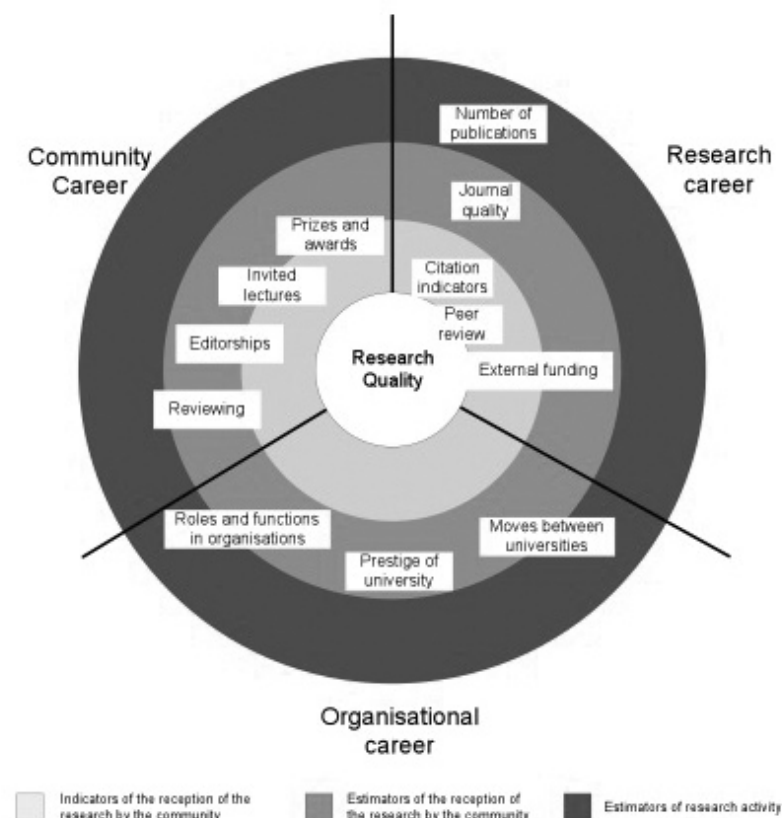 Number of
publications
Community
Career
Research
career
Journal
quality
Prizes and
awards
Citation
indicators
Invited
lectures
Peer
review
Editorships
Research
Quality
External funding
Reviewing
Roles and functions
in organisations
Moves between
universities
Prestige of
university
Organisational
career
Indicators of the reception of the
research by the community
Estimators of the reception of
the research by the community
Estimators of research activity